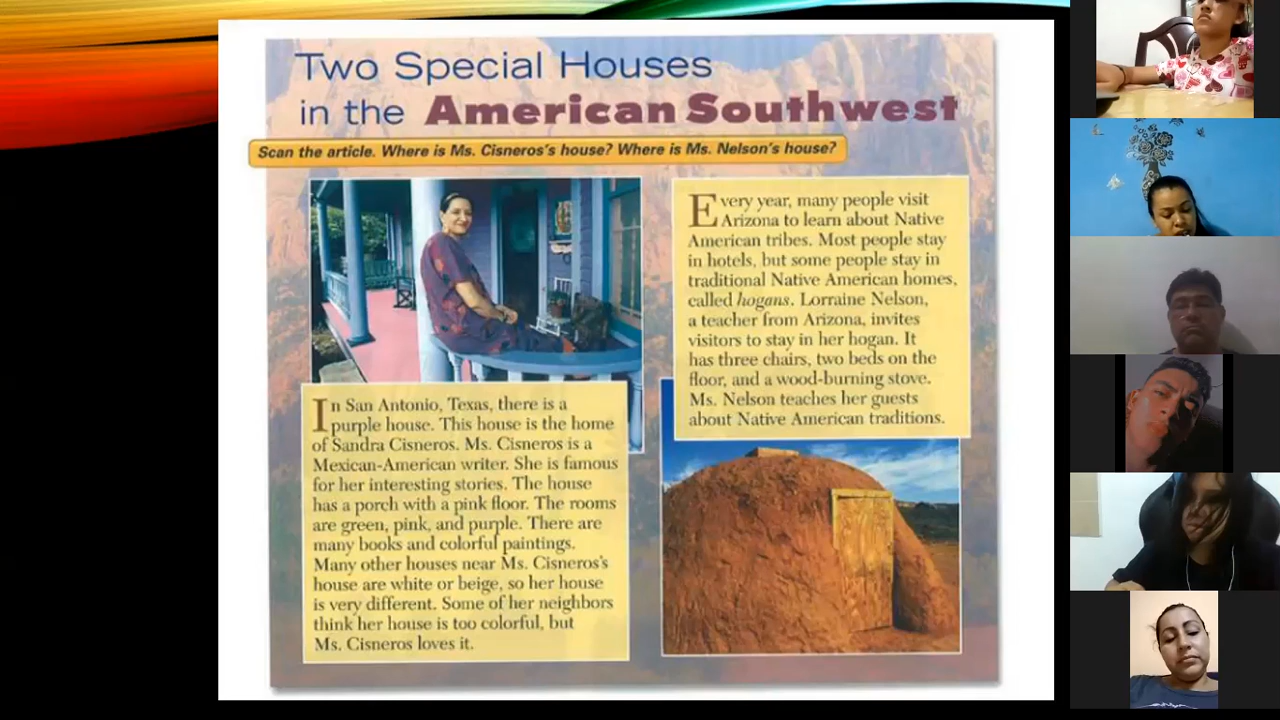 Two Special Houses
in the American Southwest
Scan the article. Where is Ms. Cisneros's house? Where is Ms. Nelson's house?
In San Antonio, Texas, there is a
purple house. This house is the home
of Sandra Cisneros. Ms. Cisneros is a
Mexican-American writer. She is famous
for her interesting stories. The house
has a porch with a pink floor. The rooms
are green, pink, and purple. There are
many books and colorful paintings.
Many other houses near Ms. Cisneros's
house are white or beige, so her house
is very different. Some of her neighbors
think her house is too colorful, but
Ms. Cisneros loves it.
Every year, many people visit
Arizona to learn about Native
American tribes. Most people stay
in hotels, but some people stay in
traditional Native American homes,
called hogans. Lorraine Nelson,
a teacher from Arizona, invites
visitors to stay in her hogan. It
has three chairs, two beds on the
floor, and a wood-burning stove.
Ms. Nelson teaches her guests
about Native American traditions.